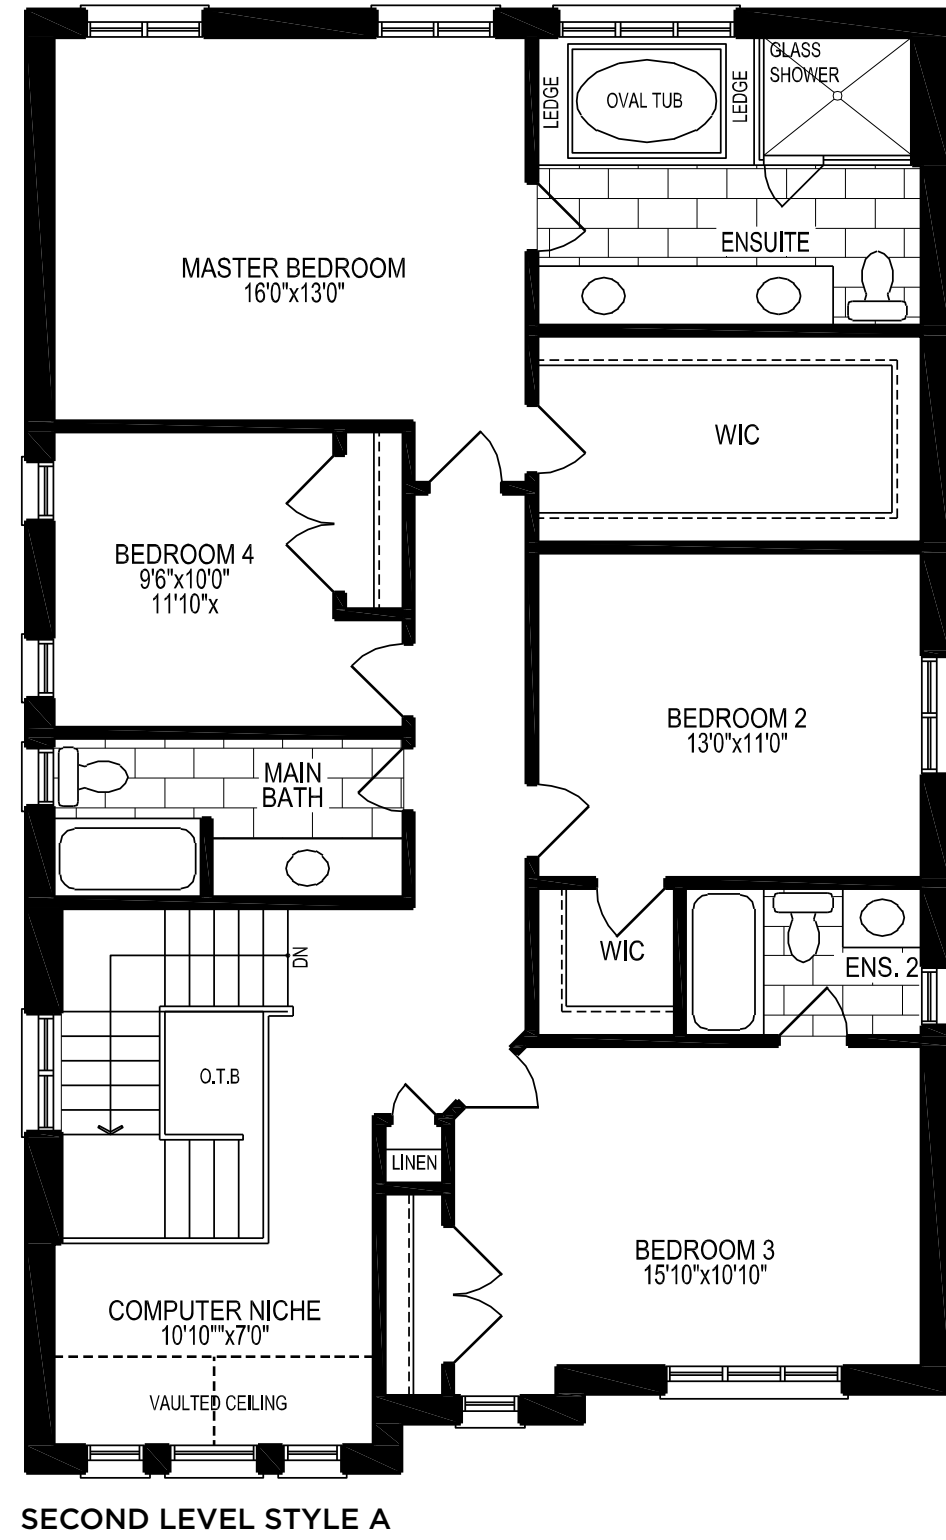 GLASS
SHOWER
LEDGE
OVAL TUB
LEDGE
ENSUITE
MASTER BEDROOM
16'0"x13'0"
WIC
BEDROOM 4
9'6"x10'0"
11'10"x
BEDROOM 2
13'0"x11'0"
MAIN
BATH
WIC
ENS. 2
DN
O.T.B
LINEN
BEDROOM 3
15'10"x10'10"
COMPUTER NICHE
10'10""x7'0"
VAULTED CEILING
SECOND LEVEL STYLE A